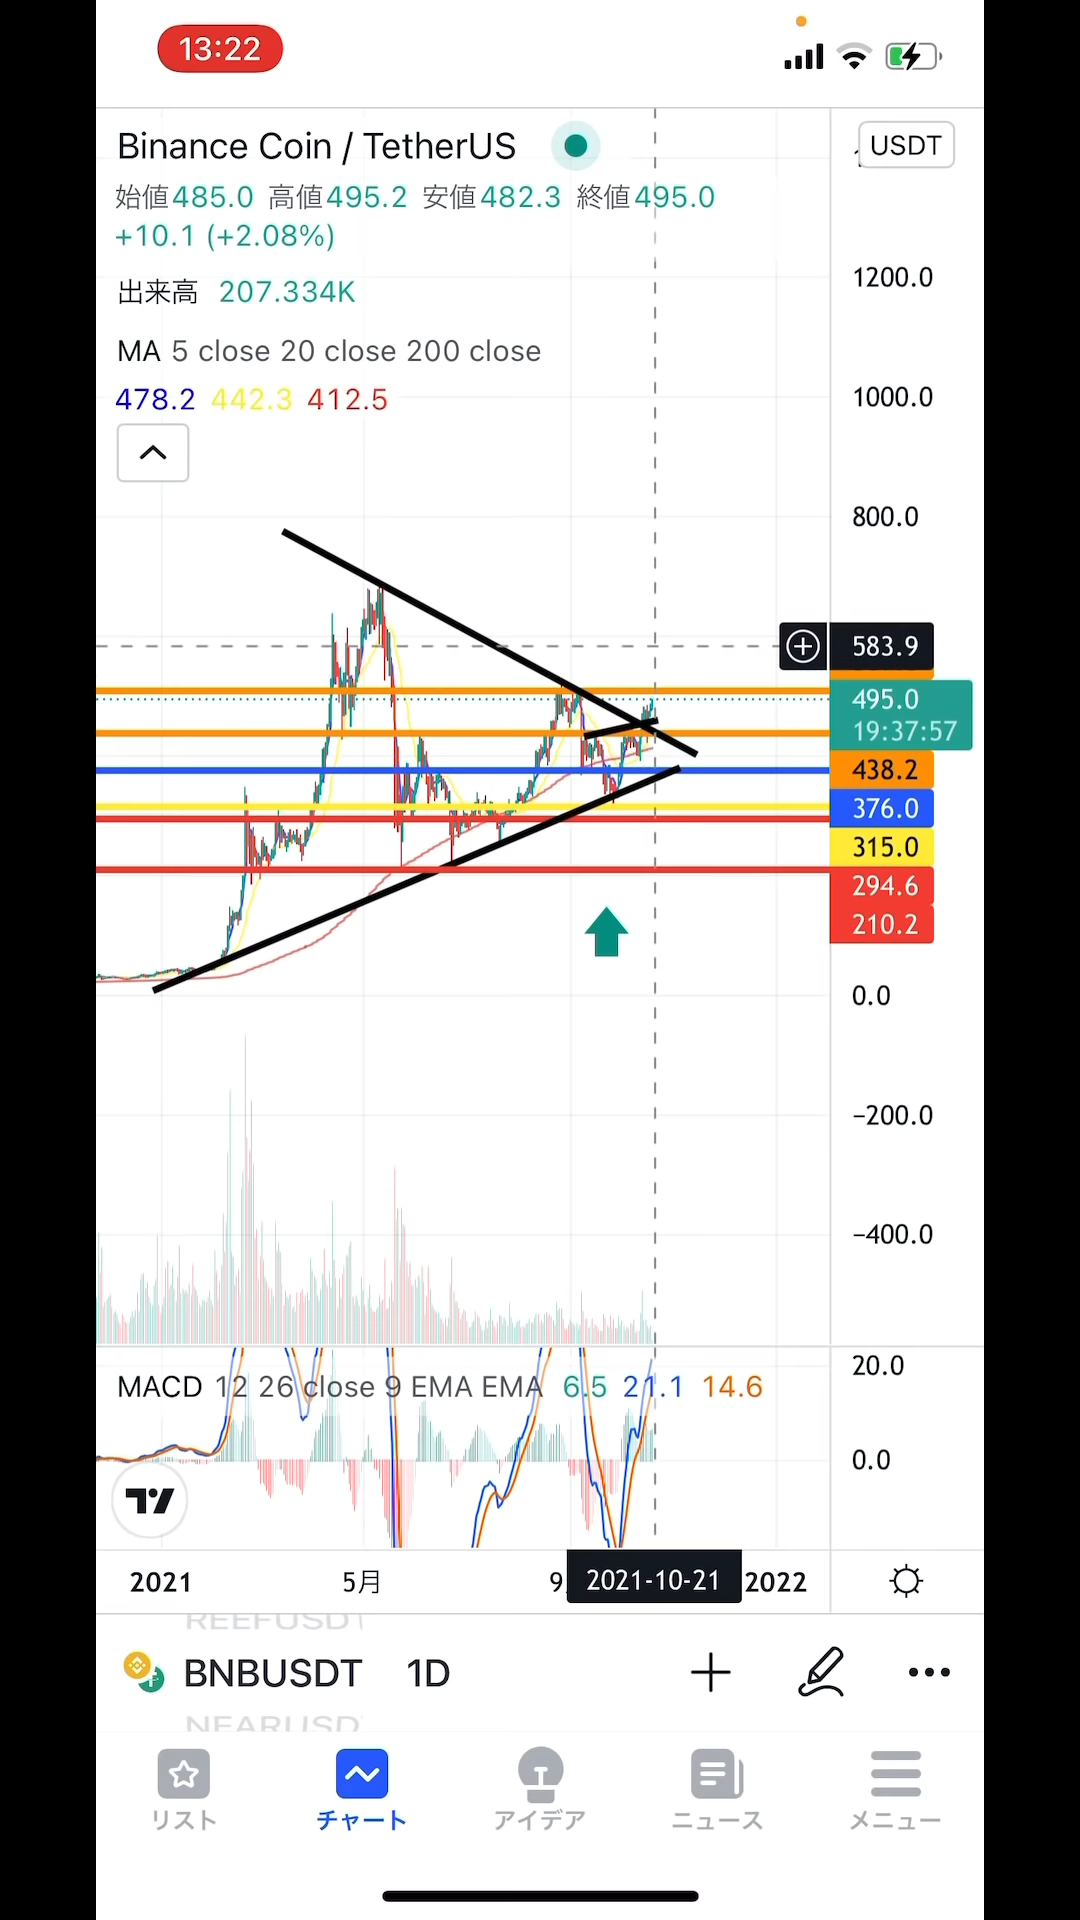 13:22
Binance Coin / TetherUS
USDT
始値485.0 高値495.2 安値482.3 終値495.0
+10.1 (+2.08%)
出来高 207.334K
MA 5 close 20 close 200 close
478.2 442.3 412.5
1200.0
1000.0
800.0
583.9
495.0
19:37:57
438.2
376.0
315.0
294.6
210.2
0.0
−200.0
−400.0
MACD 12 26 close 9 EMA EMA 6.5 21.1 14.6
20.0
0.0
2021 5月 9 2021-10-21 2022
REEFUSDT
BNBUSDT 1D
NEARUSD
リスト チャート アイデア ニュース メニュー